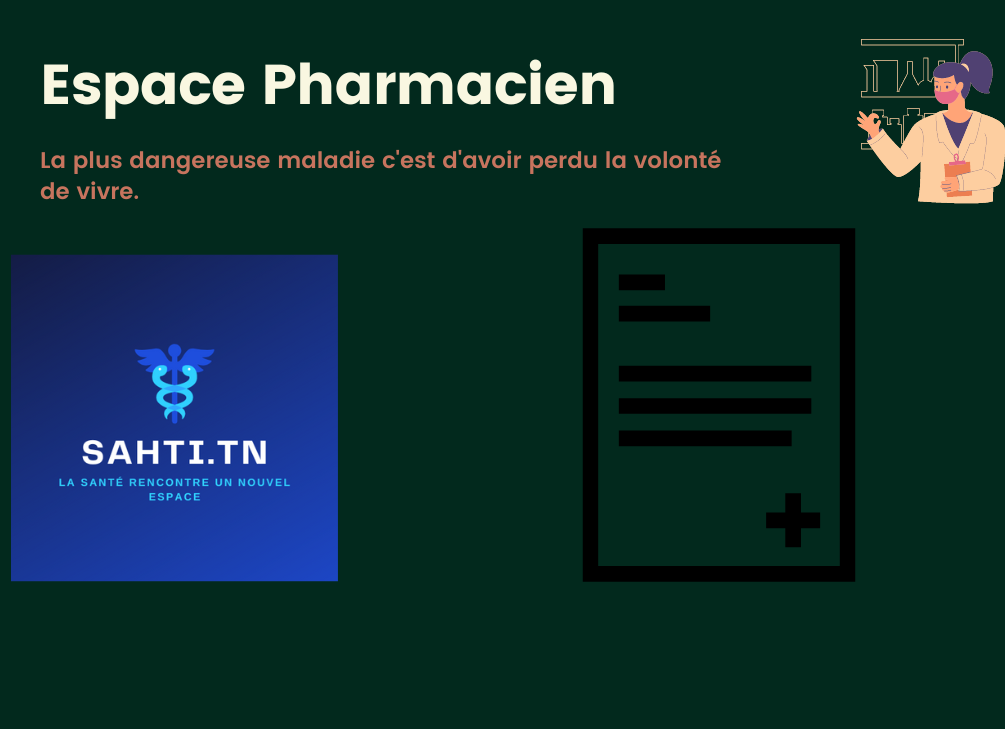 Espace Pharmacien
La plus dangereuse maladie c'est d'avoir perdu la volonté
de vivre.
SAHTI.TN
LA SANTÉ RENCONTRE UN NOUVEL
ESPACE